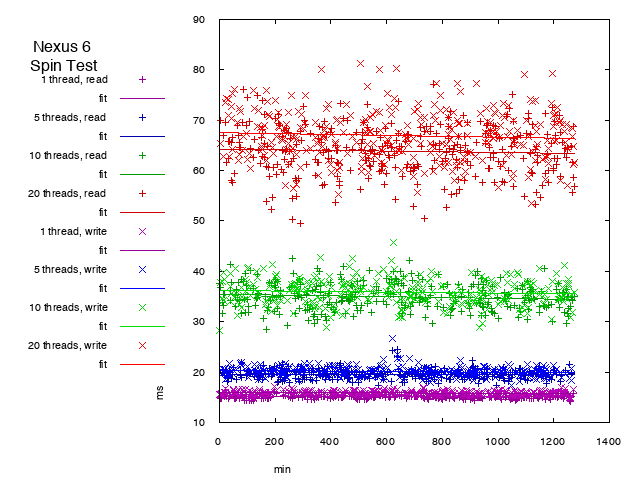 Nexus 6
Spin Test
1 thread, read
fit
5 threads, read
fit
10 threads, read
fit
20 threads, read
fit
1 thread, write
fit
5 threads, write
fit
10 threads, write
fit
20 threads, write
fit
ms
90
80
70
60
50
40
30
20
10
0 200 400 600 800 1000 1200 1400
min